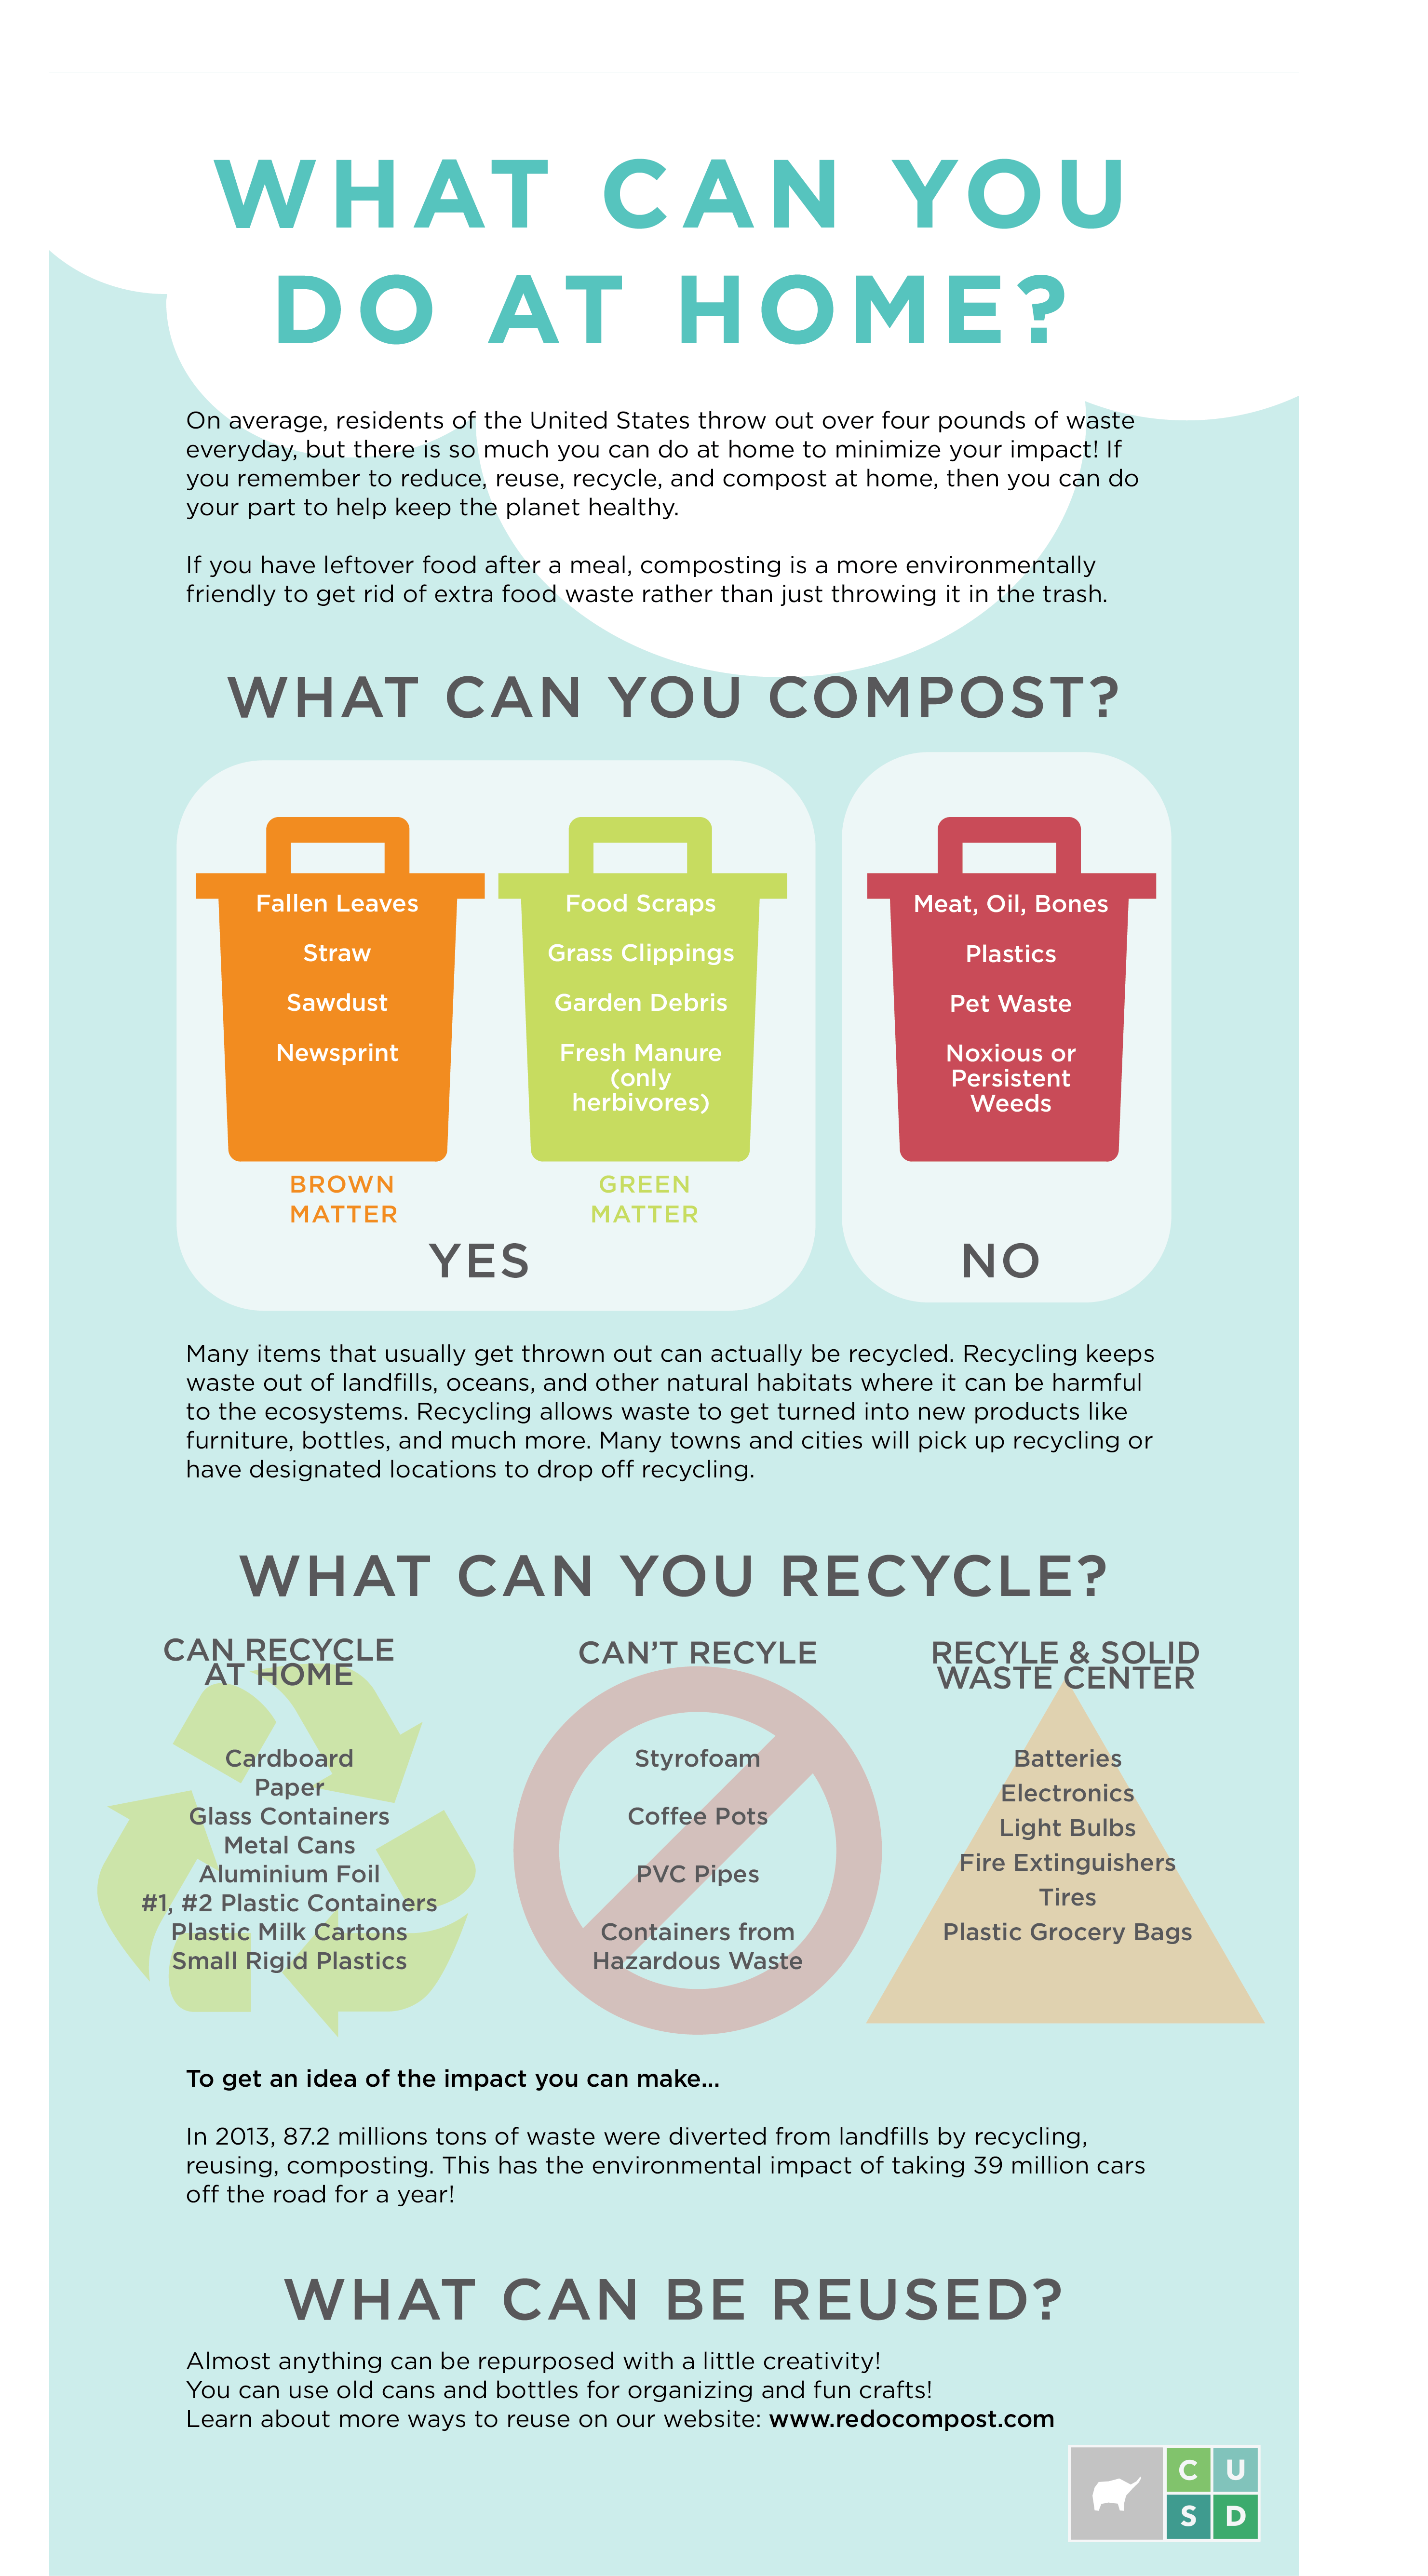 WHAT CAN YOU
DO AT HOME?
On average, residents of the United States throw out over four pounds of waste
everyday, but there is so much you can do at home to minimize your impact! If
you remember to reduce, reuse, recycle, and compost at home, then you can do
your part to help keep the planet healthy.
If you have leftover food after a meal, composting is a more environmentally
friendly to get rid of extra food waste rather than just throwing it in the trash.
WHAT CAN YOU COMPOST?
Fallen Leaves
Straw
Sawdust
Newsprint
BROWN
MATTER
Food Scraps
Grass Clippings
Garden Debris
Fresh Manure
(only
herbivores)
GREEN
MATTER
YES
Meat, Oil, Bones
Plastics
Pet Waste
Noxious or
Persistent
Weeds
NO
Many items that usually get thrown out can actually be recycled. Recycling keeps
waste out of landfills, oceans, and other natural habitats where it can be harmful
to the ecosystems. Recycling allows waste to get turned into new products like
furniture, bottles, and much more. Many towns and cities will pick up recycling or
have designated locations to drop off recycling.
WHAT CAN YOU RECYCLE?
CAN RECYCLE
AT HOME
Cardboard
Paper
Glass Containers
Metal Cans
Aluminium Foil
#1, #2 Plastic Containers
Plastic Milk Cartons
Small Rigid Plastics
CAN'T RECYLE
Styrofoam
Coffee Pots
PVC Pipes
Containers from
Hazardous Waste
RECYLE & SOLID
WASTE CENTER
Batteries
Electronics
Light Bulbs
Fire Extinguishers
Tires
Plastic Grocery Bags
To get an idea of the impact you can make...
In 2013, 87.2 millions tons of waste were diverted from landfills by recycling,
reusing, composting. This has the environmental impact of taking 39 million cars
off the road for a year!
WHAT CAN BE REUSED?
Almost anything can be repurposed with a little creativity!
You can use old cans and bottles for organizing and fun crafts!
Learn about more ways to reuse on our website: www.redocompost.com
C U
S D